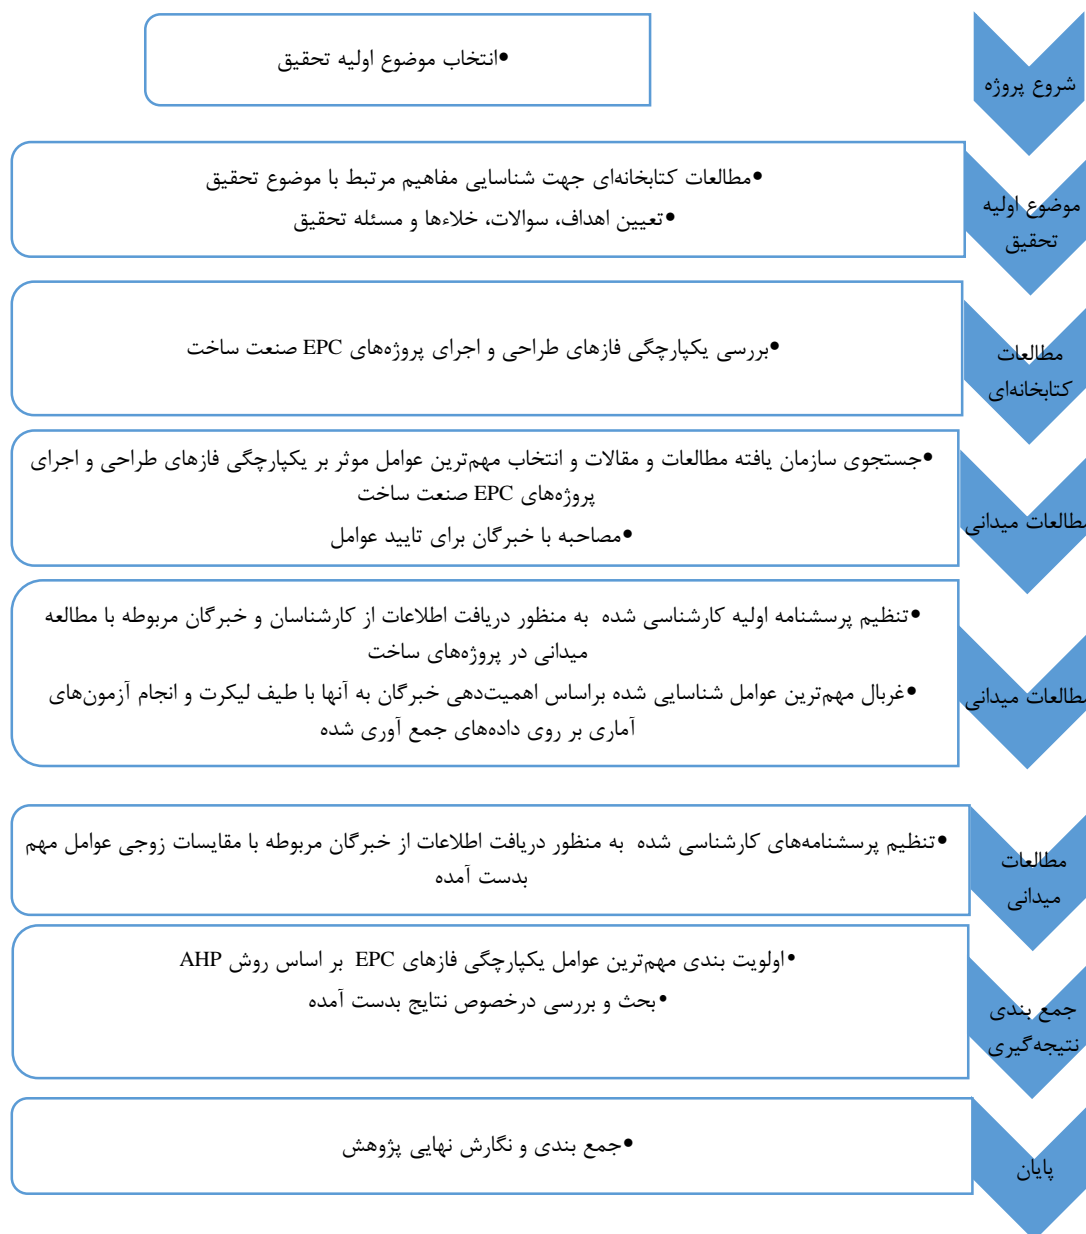 شروع پروژه
•انتخاب موضوع اولیه تحقیق
موضوع اولیه
تحقیق
•مطالعات کتابخانه‌ای جهت شناسایی مفاهیم مرتبط با موضوع تحقیق
•تعیین اهداف، سوالات، خلاءها و مسئله تحقیق
مطالعات
کتابخانه‌ای
•بررسی یکپارچگی فازهای طراحی و اجرای پروژه‌های EPC صنعت ساخت
مطالعات میدانی
•جستجوی سازمان یافته مطالعات و مقالات و انتخاب مهم‌ترین عوامل موثر بر یکپارچگی فازهای طراحی و اجرای
پروژه‌های EPC صنعت ساخت
•مصاحبه با خبرگان برای تایید عوامل
مطالعات میدانی
•تنظیم پرسشنامه اولیه کارشناسی شده به منظور دریافت اطلاعات از کارشناسان و خبرگان مربوطه با مطالعه
میدانی در پروژه‌های ساخت
•غربال مهم‌ترین عوامل شناسایی شده براساس اهمیت‌دهی خبرگان به آنها با طیف لیکرت و انجام آزمون‌های
آماری بر روی داده‌های جمع آوری شده
مطالعات
میدانی
•تنظیم پرسشنامه‌های کارشناسی شده به منظور دریافت اطلاعات از خبرگان مربوطه با مقایسات زوجی عوامل مهم
بدست آمده
جمع بندی
نتیجه‌گیری
•اولویت بندی مهم‌ترین عوامل یکپارچگی فازهای EPC بر اساس روش AHP
•بحث و بررسی درخصوص نتایج بدست آمده
پایان
•جمع بندی و نگارش نهایی پژوهش